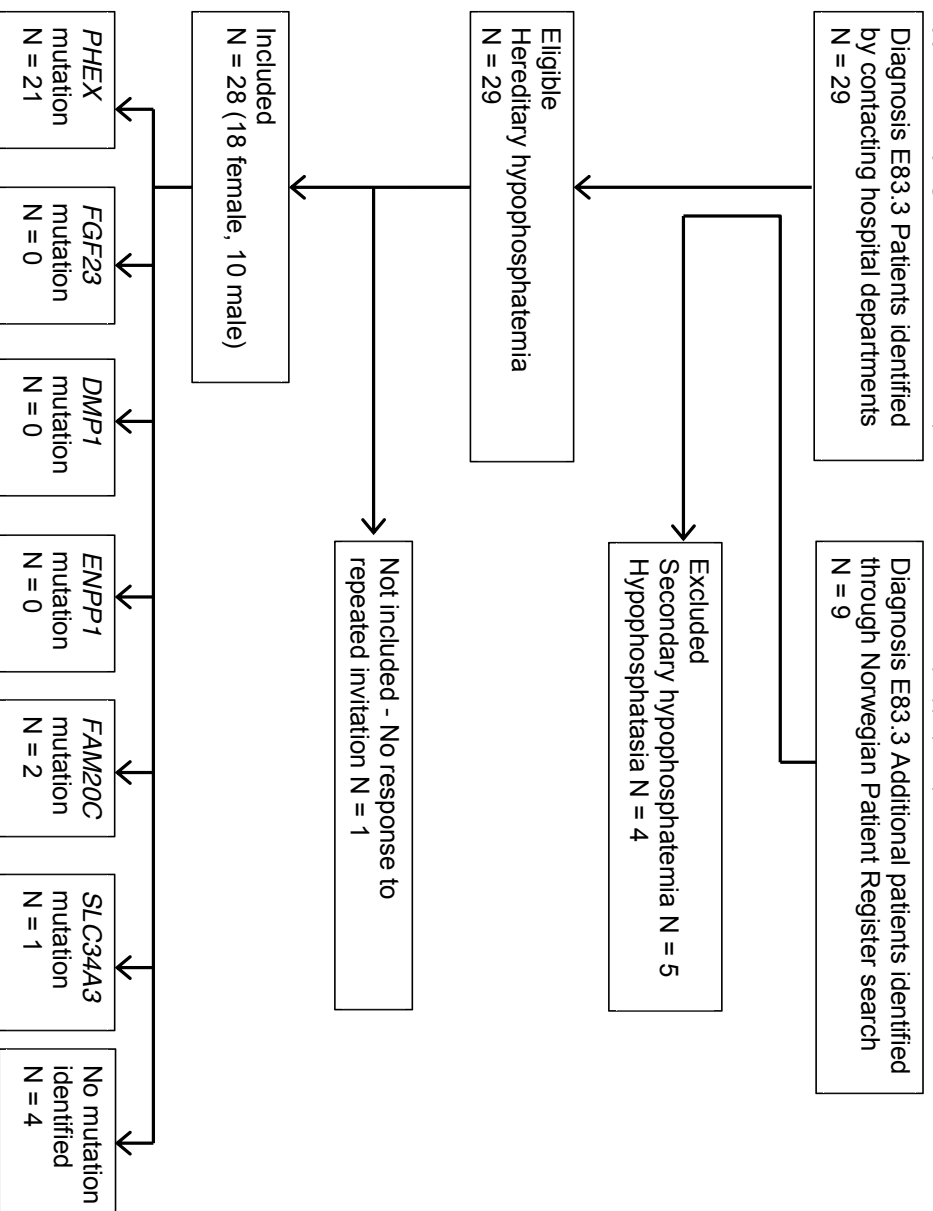 Diagnosis E83.3 Patients identified
by contacting hospital departments
N = 29
Diagnosis E83.3 Additional patients identified
through Norwegian Patient Register search
N = 9
Excluded
Secondary hypophosphatemia N = 5
Hypophosphatasia N = 4
Eligible
Hereditary hypophosphatemia
N = 29
Not included - No response to
repeated invitation N = 1
Included
N = 28 (18 female, 10 male)
PHEX
mutation
N = 21
FGF23
mutation
N = 0
DMP1
mutation
N = 0
ENPP1
mutation
N = 0
FAM20C
mutation
N = 2
SLC34A3
mutation
N = 1
No mutation
identified
N = 4